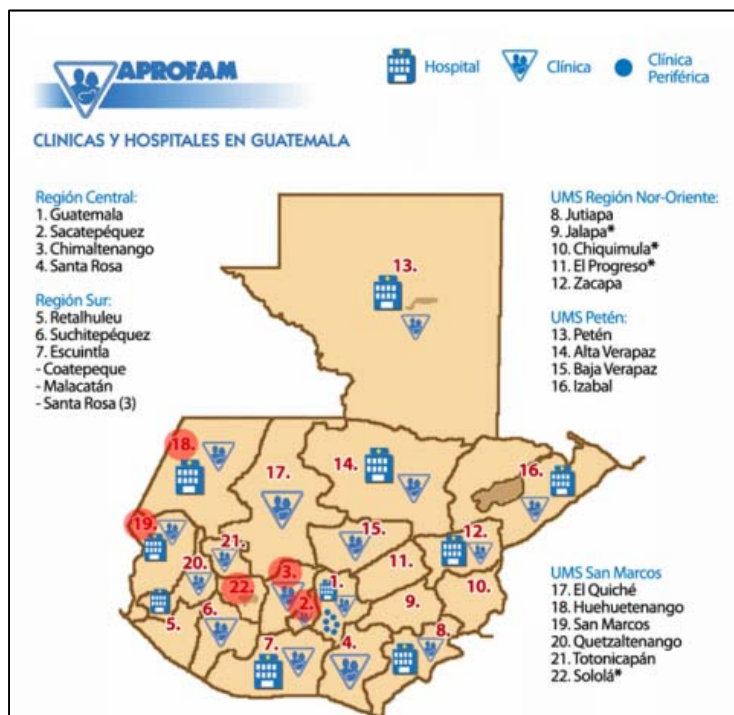 APROFAM
Hospital
Clínica
Clínica
Periférica
CLINICAS Y HOSPITALES EN GUATEMALA
Región Central:
1. Guatemala
2. Sacatepéquez
3. Chimaltenango
4. Santa Rosa
Región Sur:
5. Retalhuleu
6. Suchitepéquez
7. Escuintla
- Coatepeque
- Malacatán
- Santa Rosa (3)
UMS Región Nor-Oriente:
8. Jutiapa
9. Jalapa*
10. Chiquimula*
11. El Progreso*
12. Zacapa
UMS Petén:
13. Petén
14. Alta Verapaz
15. Baja Verapaz
16. Izabal
13.
18.
17.
14.
16.
19.
21.
15.
12.
20.
22.
3.
1.
11.
10.
2.
9.
5.
6.
7.
4.
8.
UMS San Marcos
17. El Quiché
18. Huehuetenango
19. San Marcos
20. Quetzaltenango
21. Totonicapán
22. Sololá*